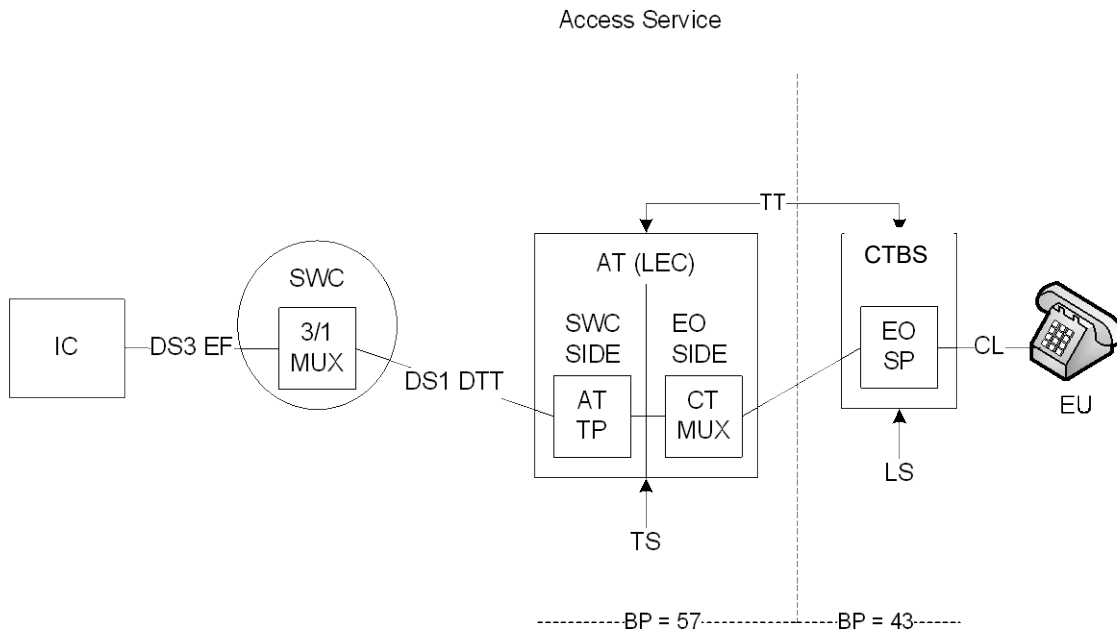 Access Service
TT
AT (LEC)
CTBS
SWC
SWC
SIDE
EO
SIDE
IC
DS3 EF
3/1
MUX
DS1 DTT
AT
TP
CT
MUX
EO
SP
CL
EU
LS
TS
BP = 57
BP = 43